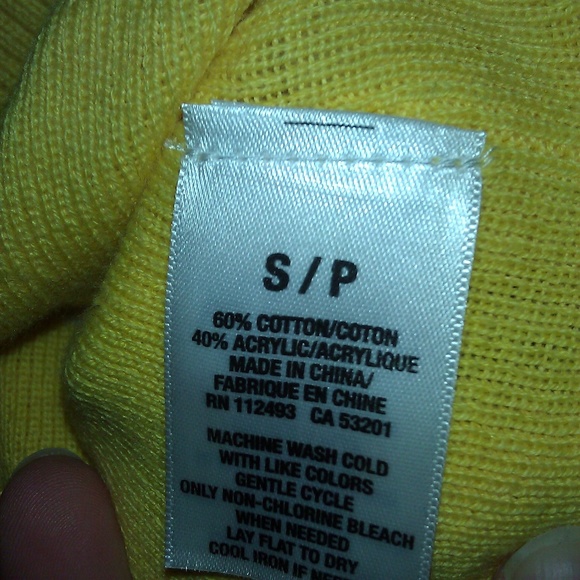 S / P
60% COTTON/COTON
40% ACRYLIC/ACRYLIQUE
MADE IN CHINA/
FABRIQUE EN CHINE
RN 112493 CA 53201
MACHINE WASH COLD
WITH LIKE COLORS
GENTLE CYCLE
ONLY NON-CHLORINE BLEACH
WHEN NEEDED
LAY FLAT TO DRY
COOL IRON IF